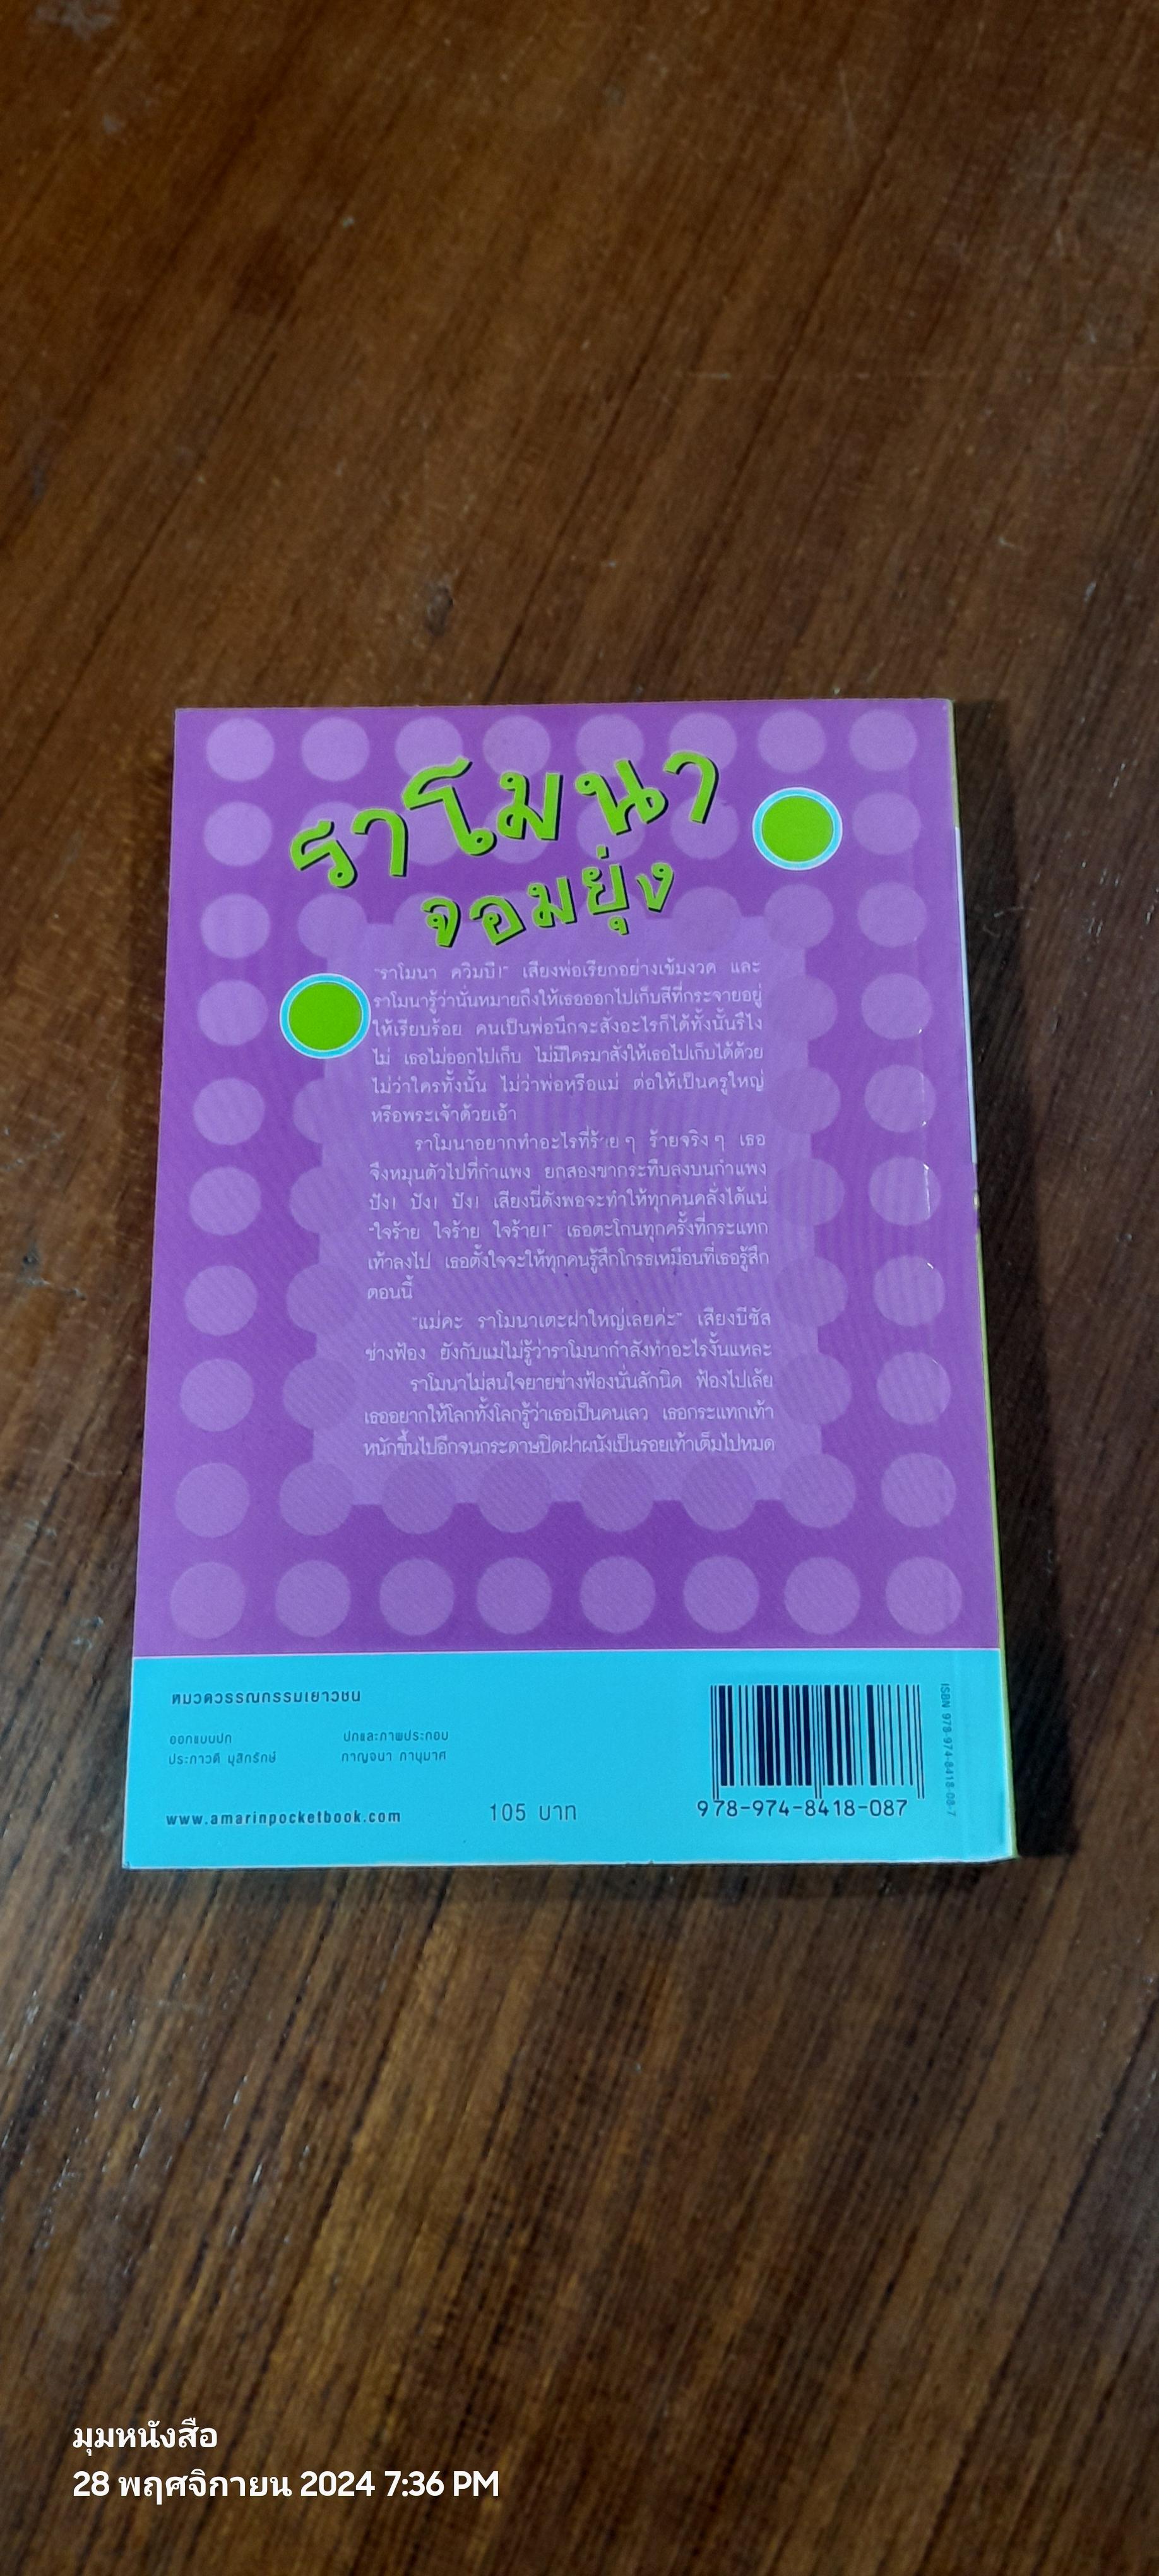 ราโมนา
จอมยุ่ง
"ราโมนา ควิมบี!" เสียงพ่อเรียกอย่างเข้มงวด และ
ราโมนารู้ว่านั่นหมายถึงให้เธอออกไปเก็บสีที่กระจายอยู่
ให้เรียบร้อย คนเป็นพ่อนึกจะสั่งอะไรก็ได้ทั้งนั้นรึไง
ไม่ เธอไม่ออกไปเก็บ ไม่มีใครมาสั่งให้เธอไปเก็บได้ด้วย
ไม่ว่าใครทั้งนั้น ไม่ว่าพ่อหรือแม่ ต่อให้เป็นครูใหญ่
หรือพระเจ้าด้วยเอ้า
ราโมนาอยากทำอะไรที่ร้าย ๆ ร้ายจริง ๆ เธอ
จึงหมุนตัวไปที่กำแพง ยกสองขากระทืบลงบนกำแพง
ปัง! ปัง! ปัง! เสียงนี่ดังพอจะทำให้ทุกคนคลั่งได้แน่
"ใจร้าย ใจร้าย ใจร้าย!" เธอตะโกนทุกครั้งที่กระแทก
เท้าลงไป เธอตั้งใจจะให้ทุกคนรู้สึกโกรธเหมือนที่เธอรู้สึก
ตอนนี้
"แม่คะ ราโมนาเตะฝาใหญ่เลยค่ะ" เสียงบีซัส
ช่างฟ้อง ยังกับแม่ไม่รู้ว่าราโมนากำลังทำอะไรงั้นแหละ
ราโมนาไม่สนใจยายช่างฟ้องนั่นสักนิด ฟ้องไปเล้ย
เธออยากให้โลกทั้งโลกรู้ว่าเธอเป็นคนเลว เธอกระแทกเท้า
หนักขึ้นไปอีกจนกระดาษปิดฝาผนังเป็นรอยเท้าเต็มไปหมด
หมวดวรรณกรรมเยาวชน
ออกแบบปก
ประภาวดี มุสิกรักษ์
ปกและภาพประกอบ
กาญจนา ภานุมาศ
www.amarinpocketbook.com
105 บาท
978-974-8418-087
ISBN 978-974-8418-08-7
มุมหนังสือ
28 พฤศจิกายน 2024 7:36 PM